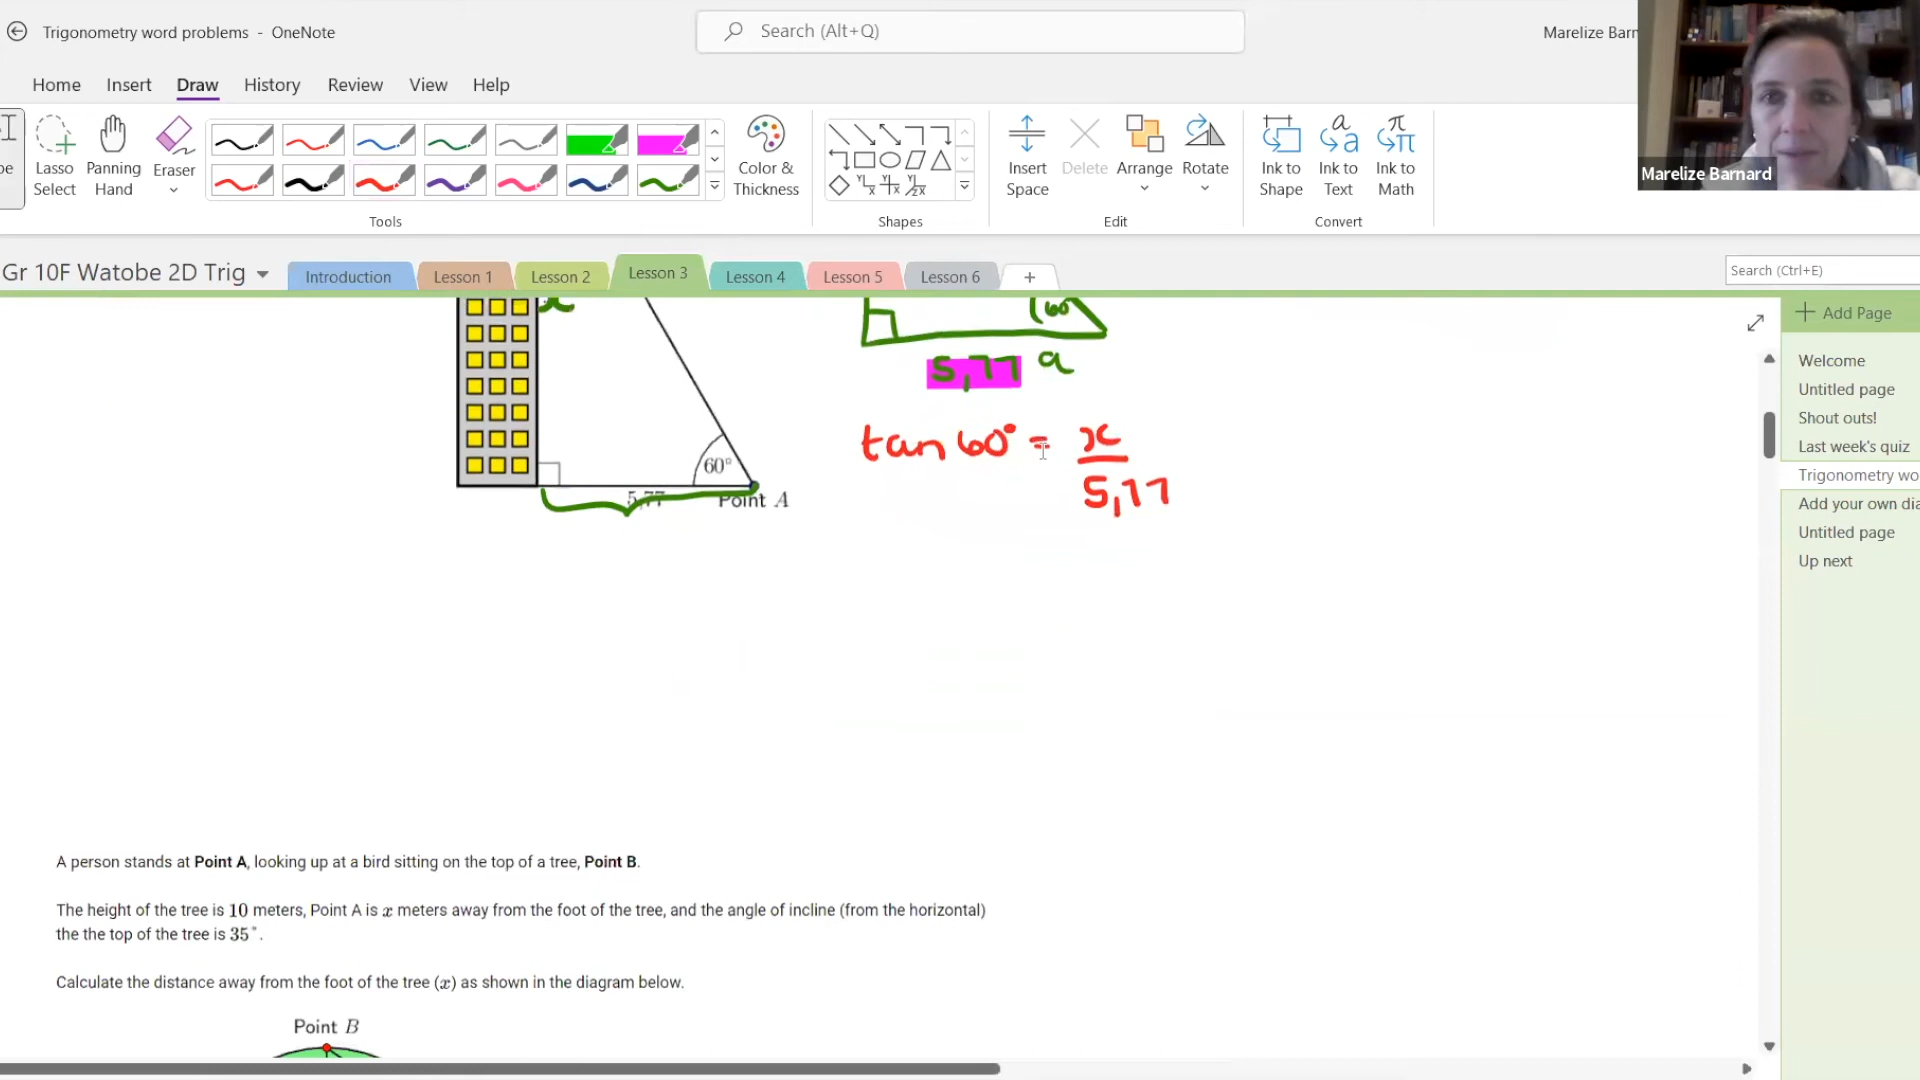 Trigonometry word problems - OneNote
Search (Alt+Q)
Marelize Barn
Home Insert Draw History Review View Help
Lasso Select
Panning Hand
Eraser
Color & Thickness
Insert Space
Delete
Arrange
Rotate
Ink to Shape
Ink to Text
Ink to Math
Marelize Barnard
Tools
Shapes
Edit
Convert
Gr 10F Watobe 2D Trig
Introduction
Lesson 1
Lesson 2
Lesson 3
Lesson 4
Lesson 5
Lesson 6
+
Search (Ctrl+E)
Add Page
Welcome
Untitled page
Shout outs!
Last week's quiz
Trigonometry wo
Add your own dia
Untitled page
Up next
x
60°
5,77
Point A
60
5,77 a
tan 60° = x
5,77
A person stands at Point A, looking up at a bird sitting on the top of a tree, Point B.
The height of the tree is 10 meters, Point A is x meters away from the foot of the tree, and the angle of incline (from the horizontal)
the the top of the tree is 35°.
Calculate the distance away from the foot of the tree (x) as shown in the diagram below.
Point B